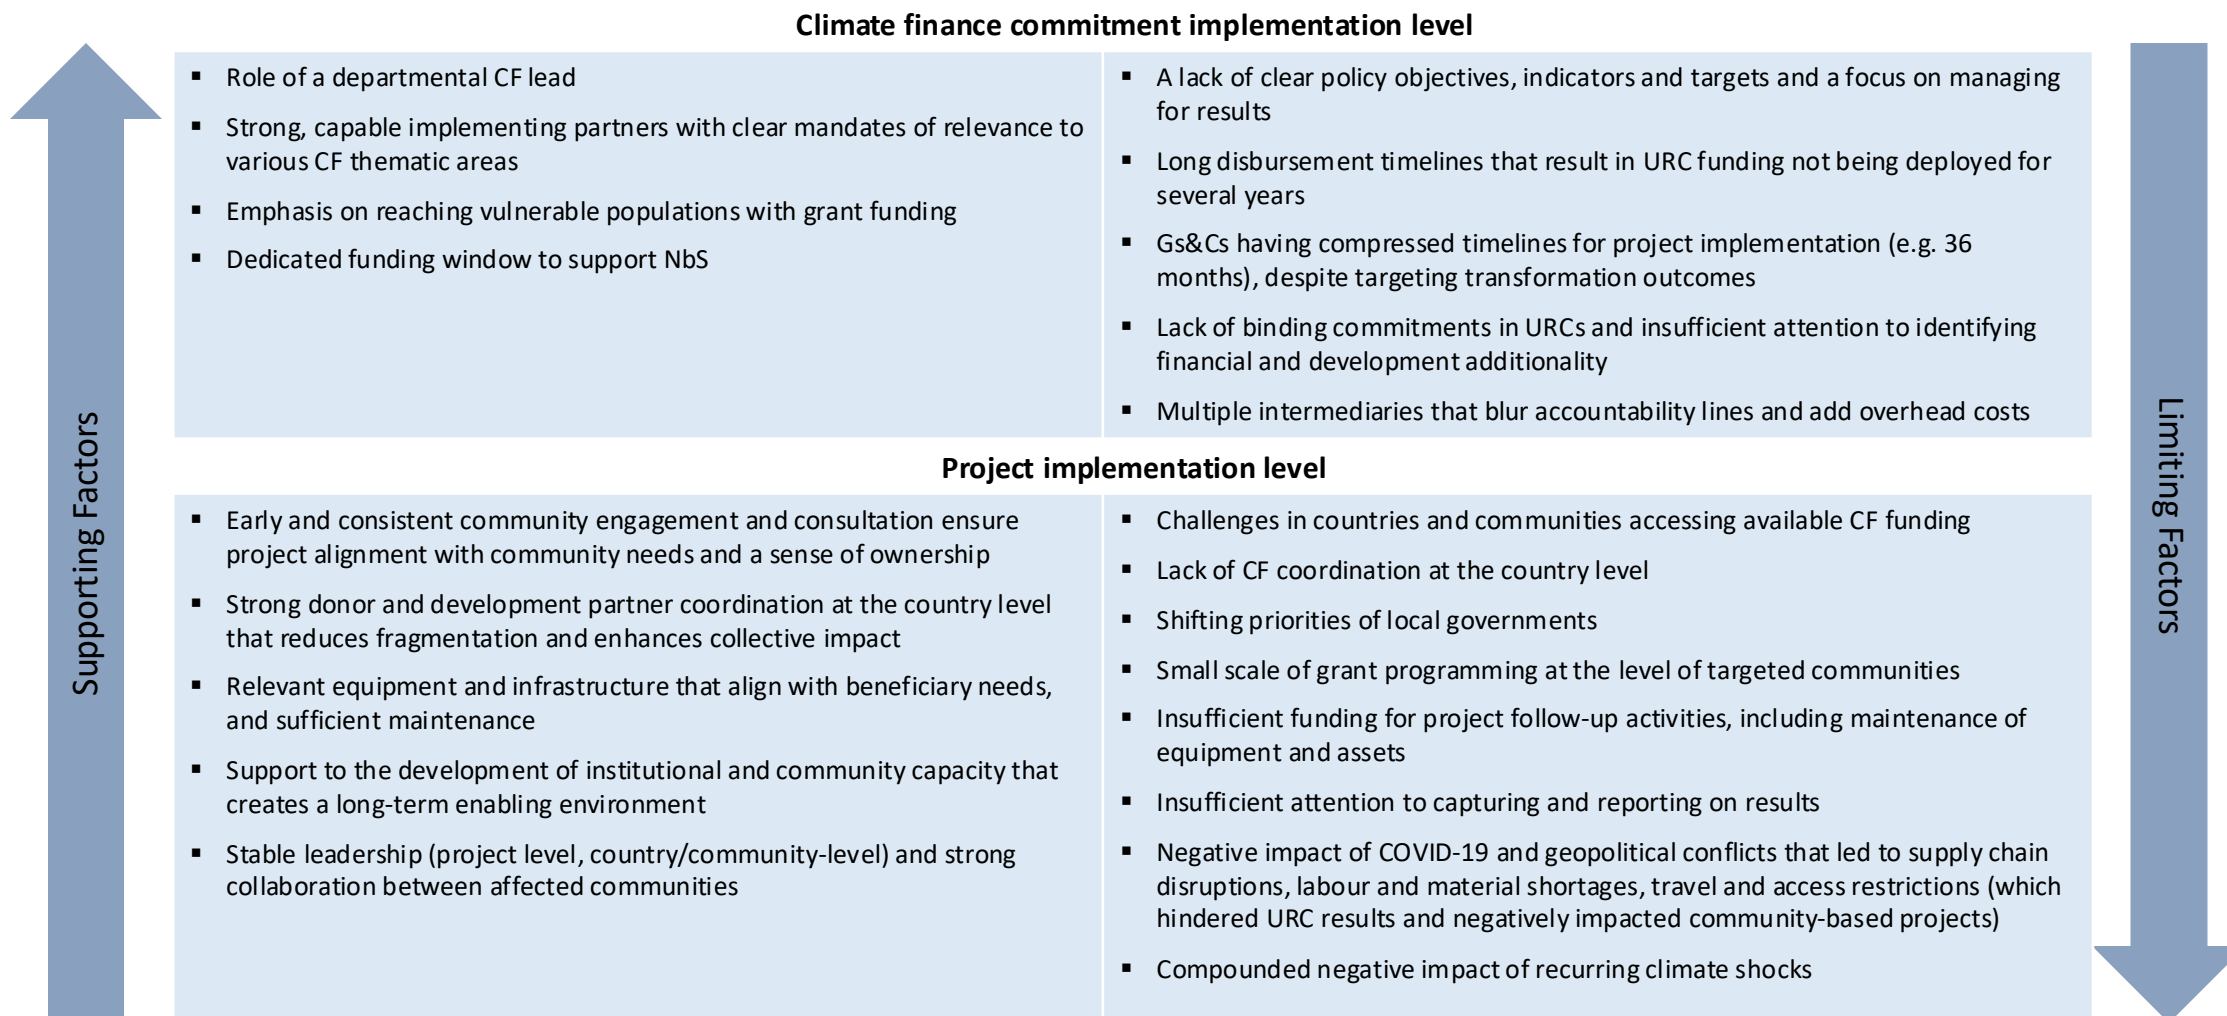 Climate finance commitment implementation level
Supporting Factors
▪ Role of a departmental CF lead
▪ Strong, capable implementing partners with clear mandates of relevance to
various CF thematic areas
▪ Emphasis on reaching vulnerable populations with grant funding
▪ Dedicated funding window to support NbS
▪ A lack of clear policy objectives, indicators and targets and a focus on managing
for results
▪ Long disbursement timelines that result in URC funding not being deployed for
several years
▪ Gs&Cs having compressed timelines for project implementation (e.g. 36
months), despite targeting transformation outcomes
▪ Lack of binding commitments in URCs and insufficient attention to identifying
financial and development additionality
▪ Multiple intermediaries that blur accountability lines and add overhead costs
Limiting Factors
Project implementation level
▪ Early and consistent community engagement and consultation ensure
project alignment with community needs and a sense of ownership
▪ Strong donor and development partner coordination at the country level
that reduces fragmentation and enhances collective impact
▪ Relevant equipment and infrastructure that align with beneficiary needs,
and sufficient maintenance
▪ Support to the development of institutional and community capacity that
creates a long-term enabling environment
▪ Stable leadership (project level, country/community-level) and strong
collaboration between affected communities
▪ Challenges in countries and communities accessing available CF funding
▪ Lack of CF coordination at the country level
▪ Shifting priorities of local governments
▪ Small scale of grant programming at the level of targeted communities
▪ Insufficient funding for project follow-up activities, including maintenance of
equipment and assets
▪ Insufficient attention to capturing and reporting on results
▪ Negative impact of COVID-19 and geopolitical conflicts that led to supply chain
disruptions, labour and material shortages, travel and access restrictions (which
hindered URC results and negatively impacted community-based projects)
▪ Compounded negative impact of recurring climate shocks